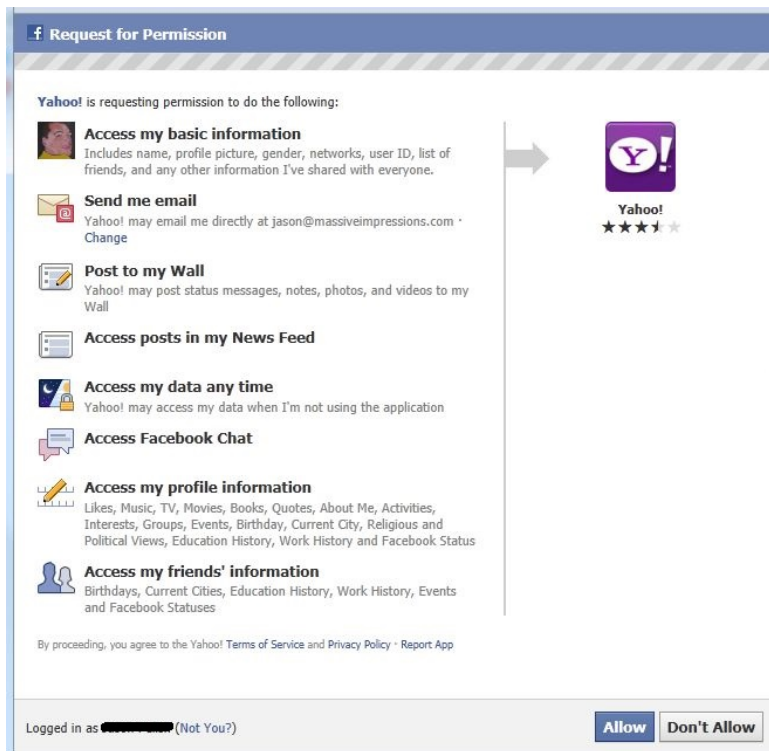 f Request for Permission
Yahoo! is requesting permission to do the following:
Access my basic information
Includes name, profile picture, gender, networks, user ID, list of
friends, and any other information I've shared with everyone.
Send me email
Yahoo! may email me directly at jason@massiveimpressions.com ·
Change
Post to my Wall
Yahoo! may post status messages, notes, photos, and videos to my
Wall
Access posts in my News Feed
Access my data any time
Yahoo! may access my data when I'm not using the application
Access Facebook Chat
Access my profile information
Likes, Music, TV, Movies, Books, Quotes, About Me, Activities,
Interests, Groups, Events, Birthday, Current City, Religious and
Political Views, Education History, Work History and Facebook Status
Access my friends' information
Birthdays, Current Cities, Education History, Work History, Events
and Facebook Statuses
Y!
Yahoo!
By proceeding, you agree to the Yahoo! Terms of Service and Privacy Policy · Report App
Logged in as (Not You?)
Allow
Don't Allow